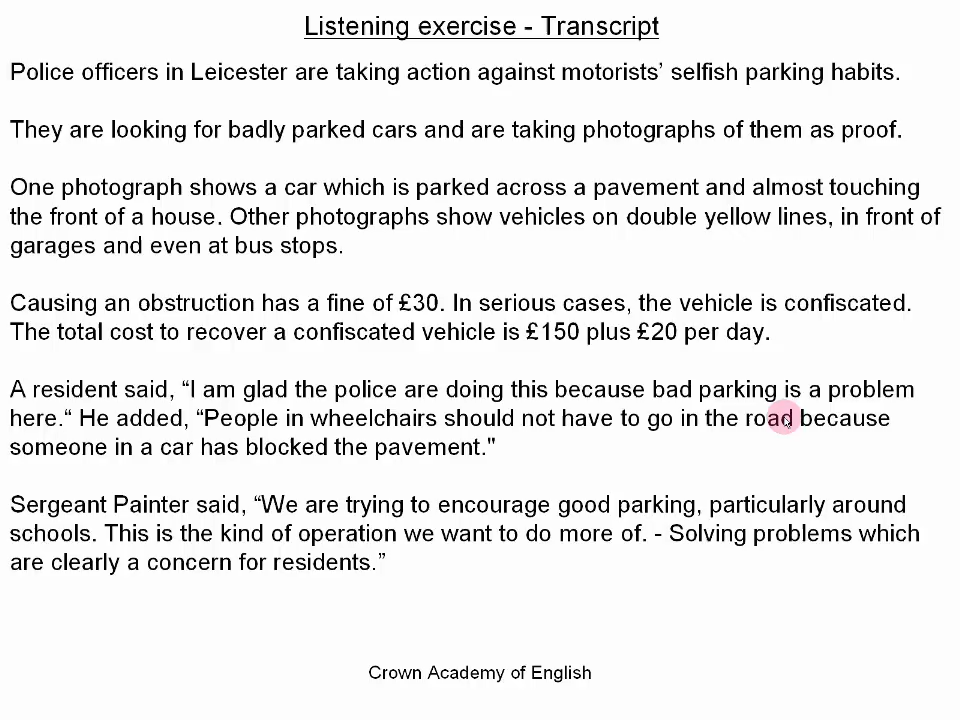 Listening exercise - Transcript
Police officers in Leicester are taking action against motorists’ selfish parking habits.
They are looking for badly parked cars and are taking photographs of them as proof.
One photograph shows a car which is parked across a pavement and almost touching
the front of a house. Other photographs show vehicles on double yellow lines, in front of
garages and even at bus stops.
Causing an obstruction has a fine of £30. In serious cases, the vehicle is confiscated.
The total cost to recover a confiscated vehicle is £150 plus £20 per day.
A resident said, “I am glad the police are doing this because bad parking is a problem
here.“ He added, “People in wheelchairs should not have to go in the road because
someone in a car has blocked the pavement."
Sergeant Painter said, “We are trying to encourage good parking, particularly around
schools. This is the kind of operation we want to do more of. - Solving problems which
are clearly a concern for residents.”
Crown Academy of English